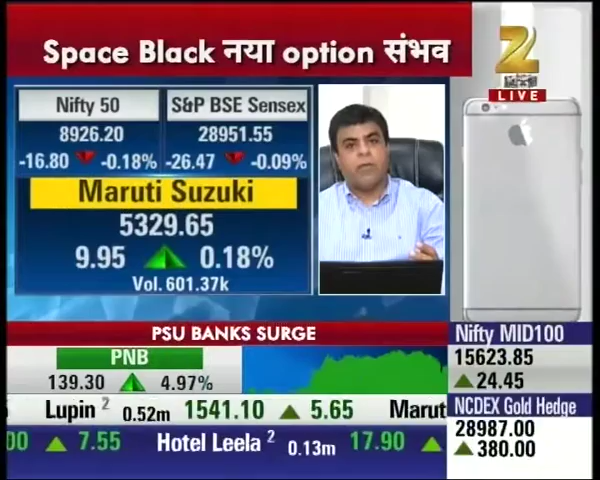 Space Black नया option संभव
LIVE
Nifty 50
8926.20
-16.80 -0.18%
S&P BSE Sensex
28951.55
-26.47 -0.09%
Maruti Suzuki
5329.65
9.95 0.18%
Vol. 601.37k
PSU BANKS SURGE
PNB
139.30 4.97%
Nifty MID100
15623.85
24.45
Lupin 2 0.52m 1541.10 5.65 Marut
NCDEX Gold Hedge
28987.00
380.00
00 7.55 Hotel Leela 2 0.13m 17.90